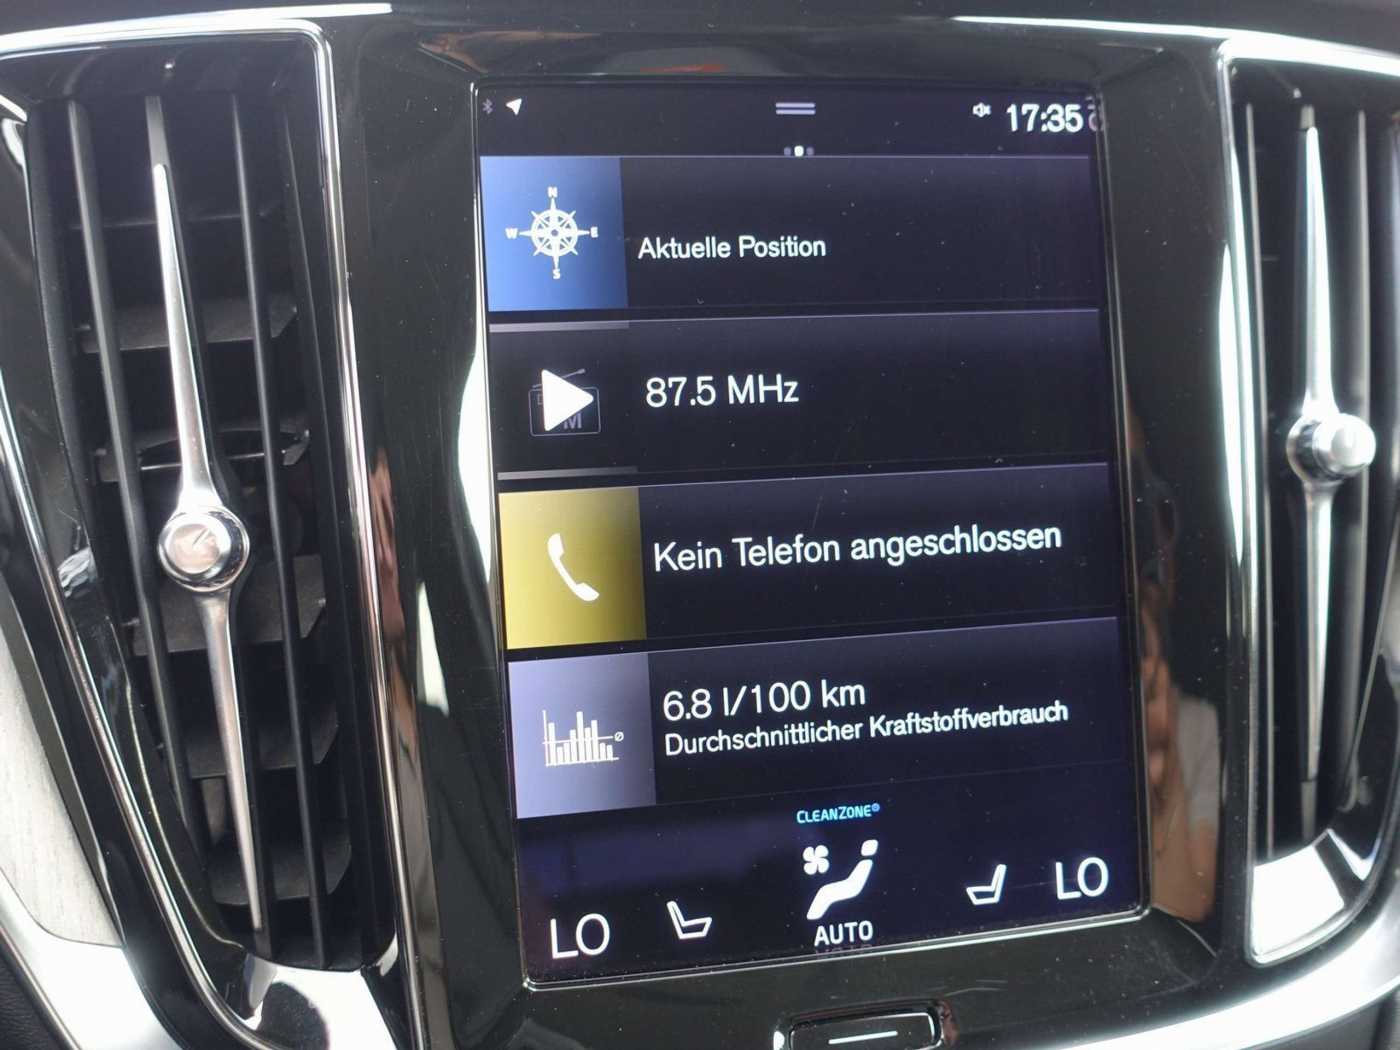 17:35
N
W E
S
Aktuelle Position
87.5 MHz
Kein Telefon angeschlossen
6.8 l/100 km
Durchschnittlicher Kraftstoffverbrauch
Ø
CLEANZONE®
LO LO
AUTO